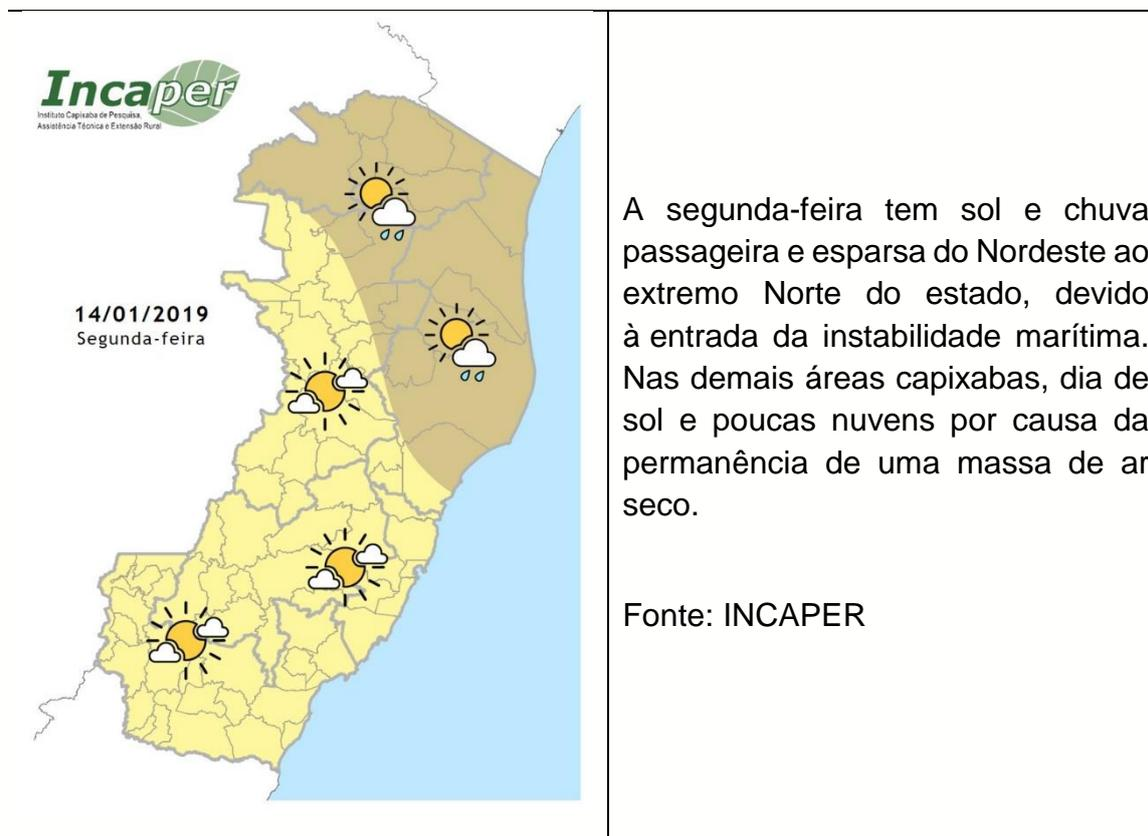 Incaper
Instituto Capixaba de Pesquisa,
Assistência Técnica e Extensão Rural
14/01/2019
Segunda-feira
A segunda-feira tem sol e chuva
passageira e esparsa do Nordeste ao
extremo Norte do estado, devido
à entrada da instabilidade marítima.
Nas demais áreas capixabas, dia de
sol e poucas nuvens por causa da
permanência de uma massa de ar
seco.
Fonte: INCAPER